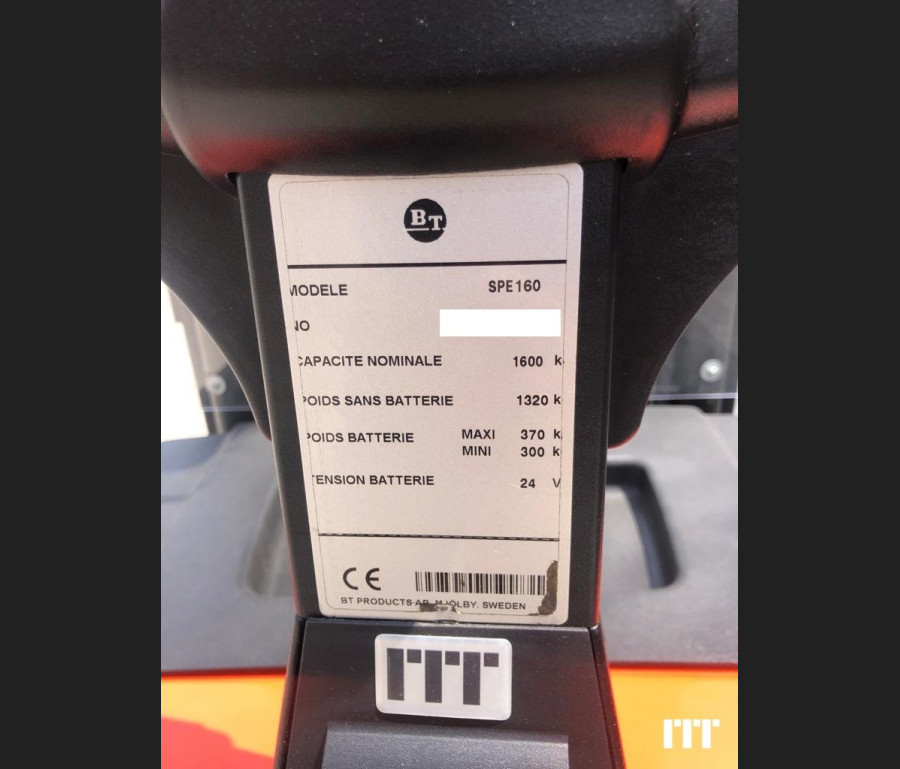 BT
MODELE SPE160
NO
CAPACITE NOMINALE 1600 k
POIDS SANS BATTERIE 1320 k
POIDS BATTERIE MAXI 370 k
MINI 300 k
TENSION BATTERIE 24 V
CE
BT PRODUCTS AB MJÖLBY. SWEDEN
ITT
ITT